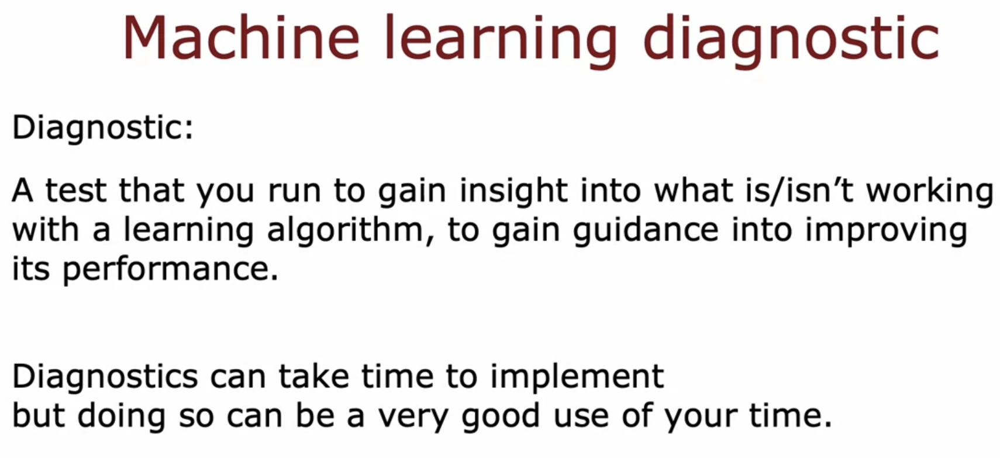 Machine learning diagnostic
Diagnostic:
A test that you run to gain insight into what is/isn’t working
with a learning algorithm, to gain guidance into improving
its performance.
Diagnostics can take time to implement
but doing so can be a very good use of your time.